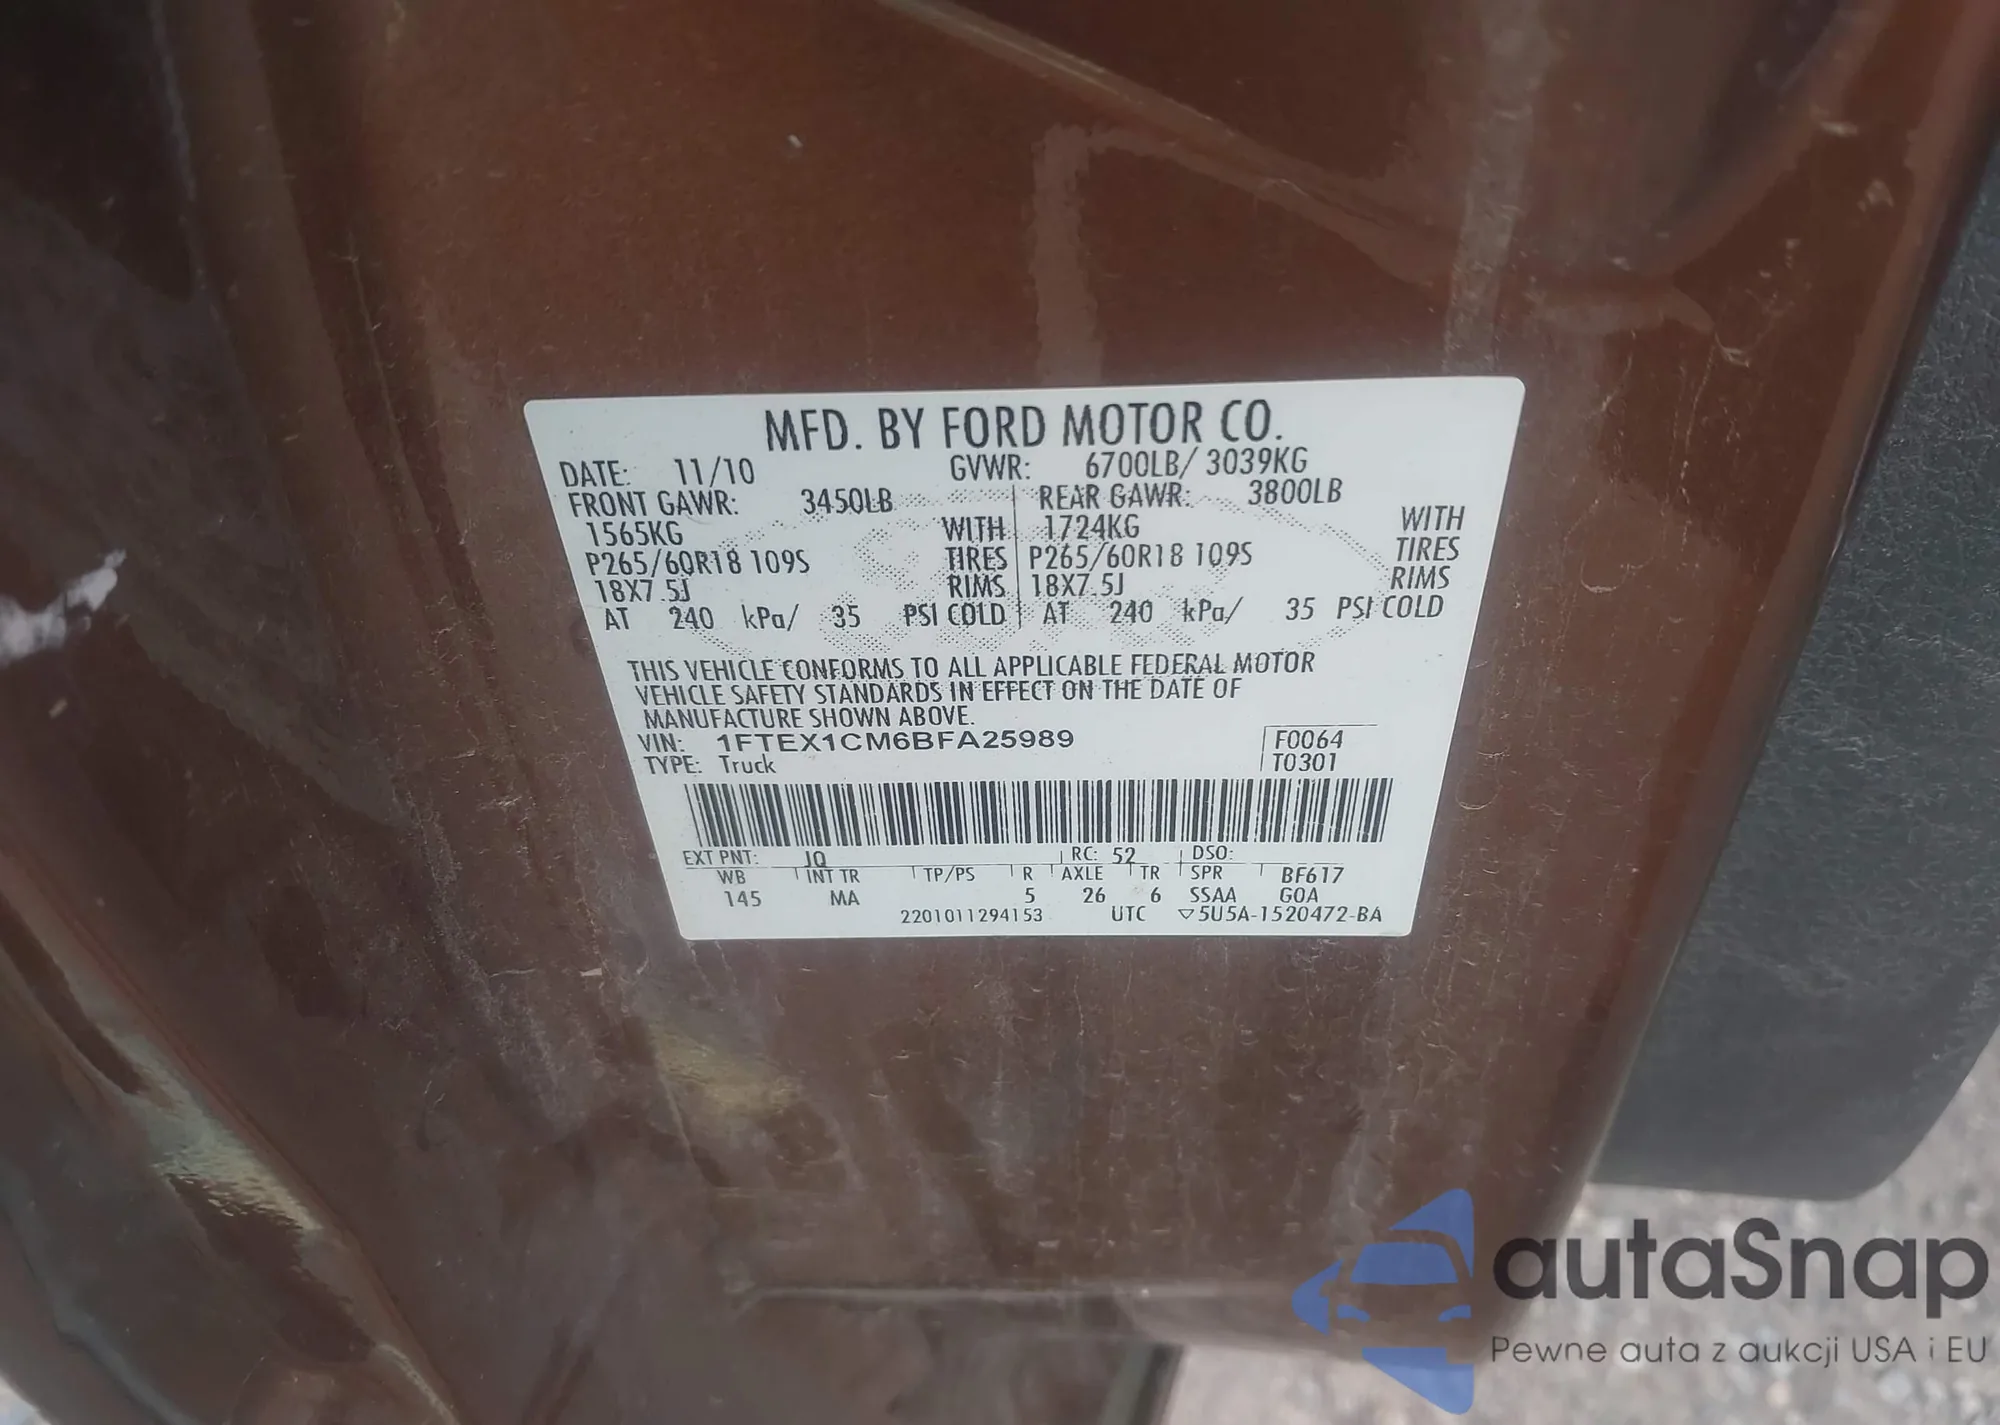 MFD. BY FORD MOTOR CO.
DATE: 11/10 GVWR: 6700LB/ 3039KG
FRONT GAWR: 3450LB REAR GAWR: 3800LB
1565KG WITH 1724KG WITH
P265/60R18 109S TIRES P265/60R18 109S TIRES
18X7.5J RIMS 18X7.5J RIMS
AT 240 kPa/ 35 PSI COLD AT 240 kPa/ 35 PSI COLD
THIS VEHICLE CONFORMS TO ALL APPLICABLE FEDERAL MOTOR
VEHICLE SAFETY STANDARDS IN EFFECT ON THE DATE OF
MANUFACTURE SHOWN ABOVE.
VIN: 1FTEX1CM6BFA25989 F0064
TYPE: Truck T0301
EXT PNT: JQ RC: 52 DSO:
WB INT TR TP/PS R AXLE TR SPR BF617
145 MA 5 26 6 SSAA GOA
2201011294153 UTC ▽5U5A-1520472-BA
autaSnap
Pewne auta z aukcji USA i EU